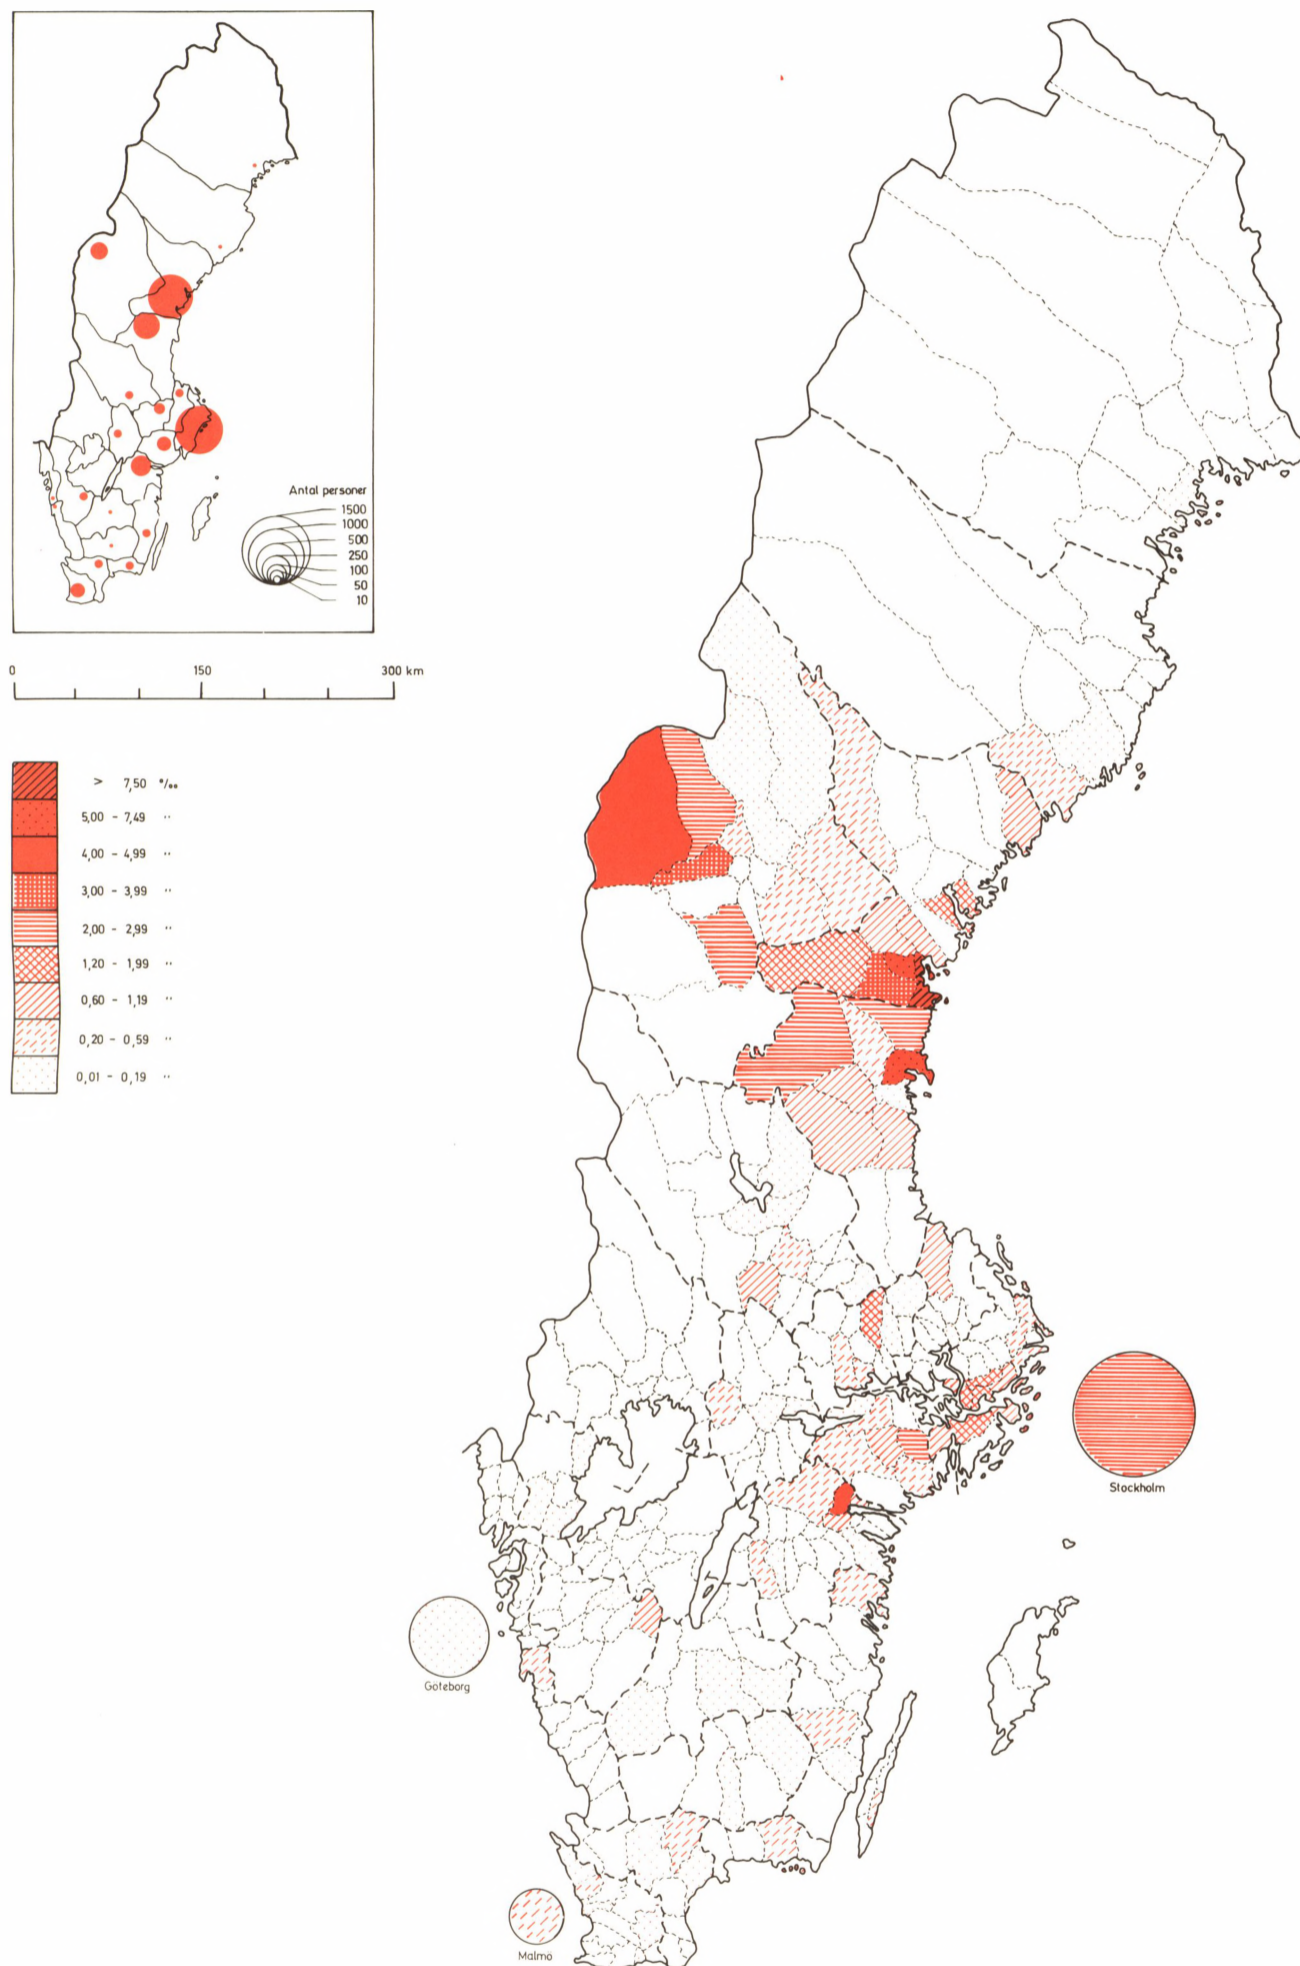 Antal personer
1500
1000
500
250
100
50
10
0 150 300 km
> 7,50 ‰
5,00 - 7,49 "
4,00 - 4,99 "
3,00 - 3,99 "
2,00 - 2,99 "
1,20 - 1,99 "
0,60 - 1,19 "
0,20 - 0,59 "
0,01 - 0,19 "
Stockholm
Göteborg
Malmö